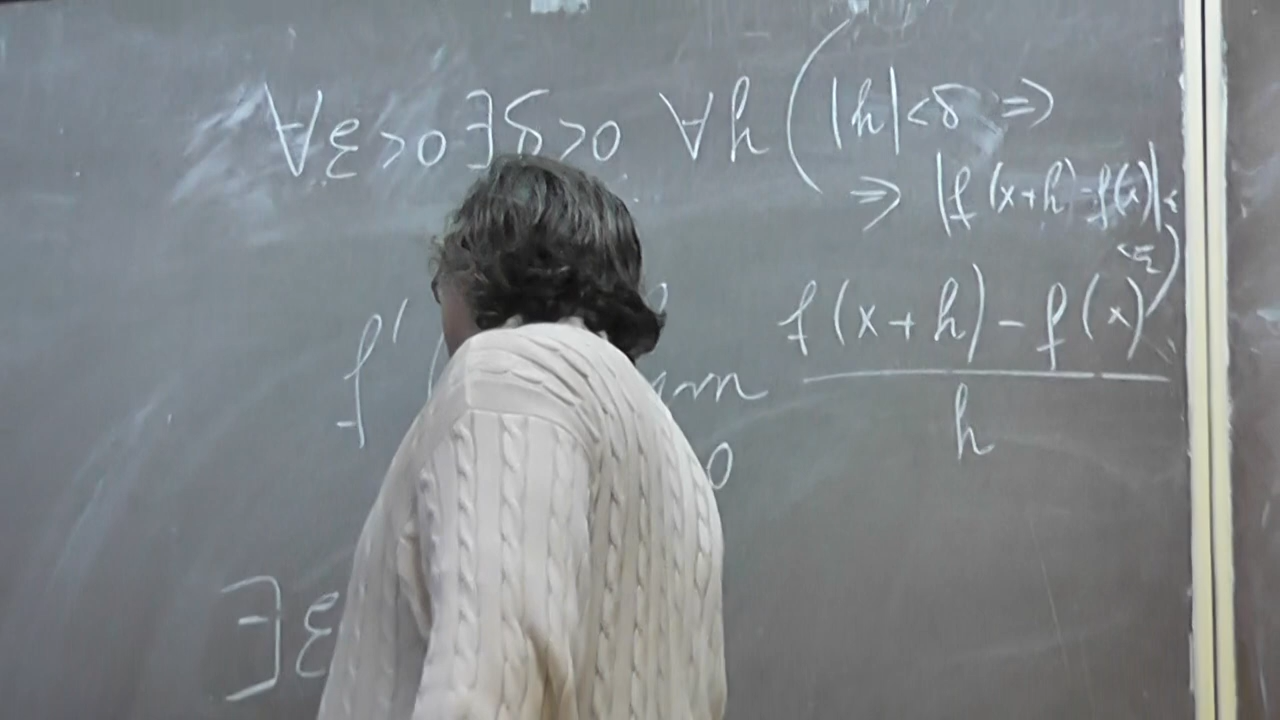 ∀ε>0∃δ>0 ∀h (|h|<δ ⇒
⇒ |f(x+h)-f(x)|<
<ε)
f'( f(x+h)-f(x)
h
0
∃ε